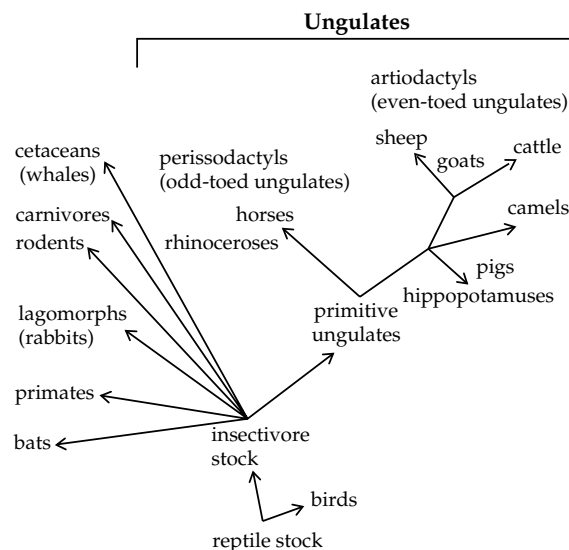 Ungulates
artiodactyls
(even-toed ungulates)
sheep
goats
cattle
cetaceans
(whales)
perissodactyls
(odd-toed ungulates)
carnivores
horses
camels
rodents
rhinoceroses
pigs
hippopotamuses
lagomorphs
(rabbits)
primitive
ungulates
primates
bats
insectivore
stock
birds
reptile stock